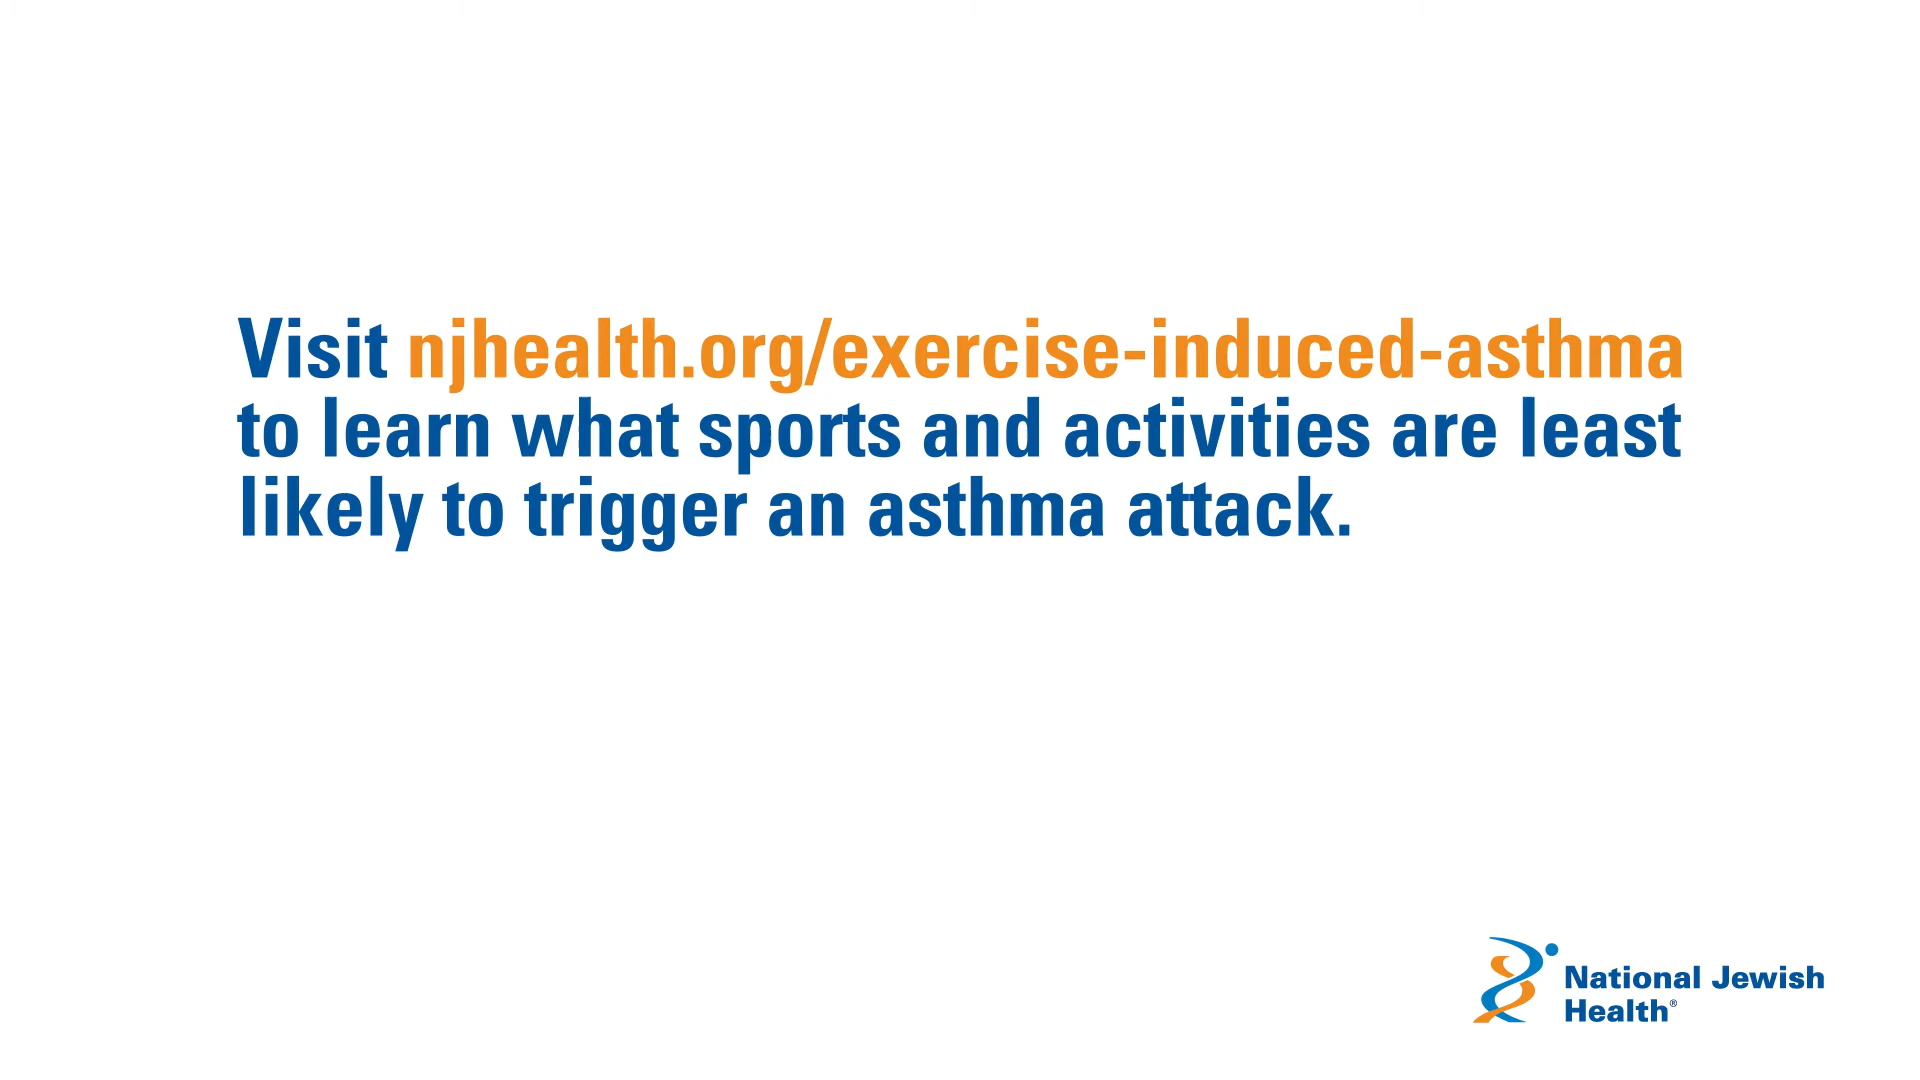 Visit njhealth.org/exercise-induced-asthma
to learn what sports and activities are least
likely to trigger an asthma attack.
National Jewish
Health®